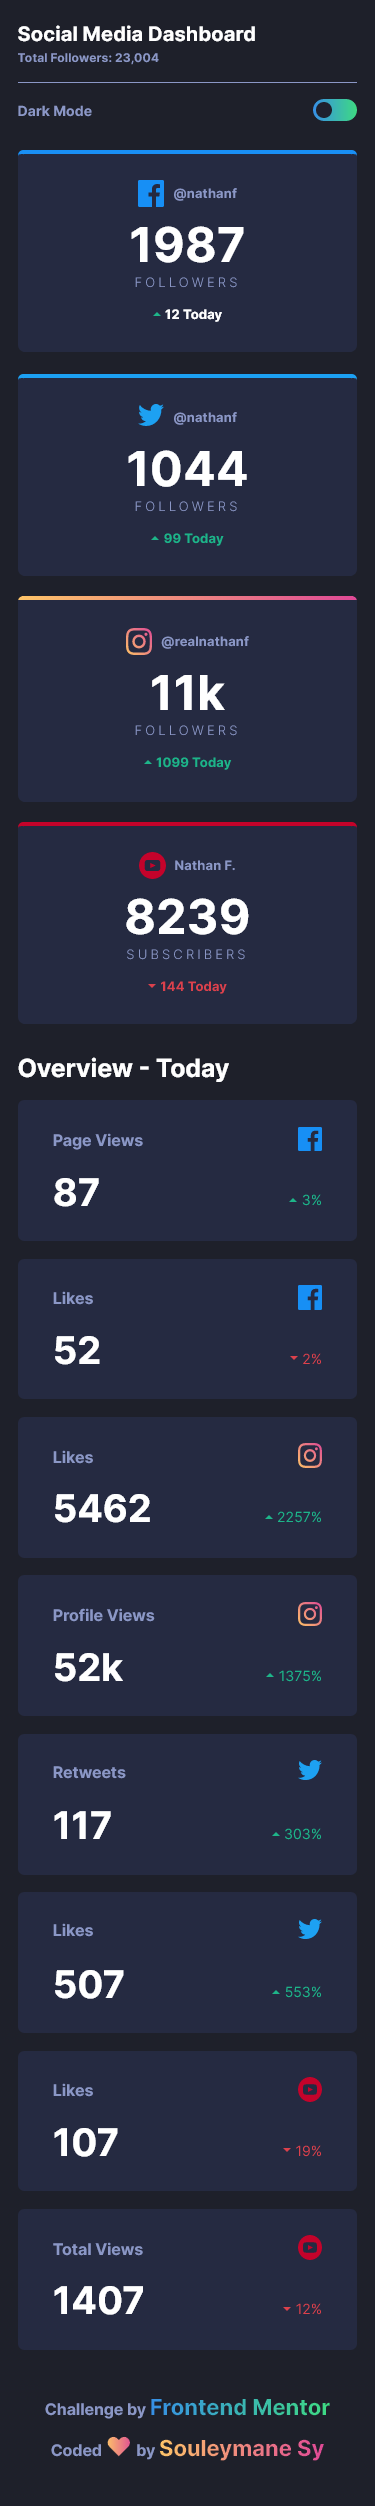 Social Media Dashboard
Total Followers: 23,004
Dark Mode
@nathanf
1987
FOLLOWERS
12 Today
@nathanf
1044
FOLLOWERS
99 Today
@realnathanf
11k
FOLLOWERS
1099 Today
Nathan F.
8239
SUBSCRIBERS
144 Today
Overview - Today
Page Views
87
3%
Likes
52
2%
Likes
5462
2257%
Profile Views
52k
1375%
Retweets
117
303%
Likes
507
553%
Likes
107
19%
Total Views
1407
12%
Challenge by Frontend Mentor
Coded by Souleymane Sy